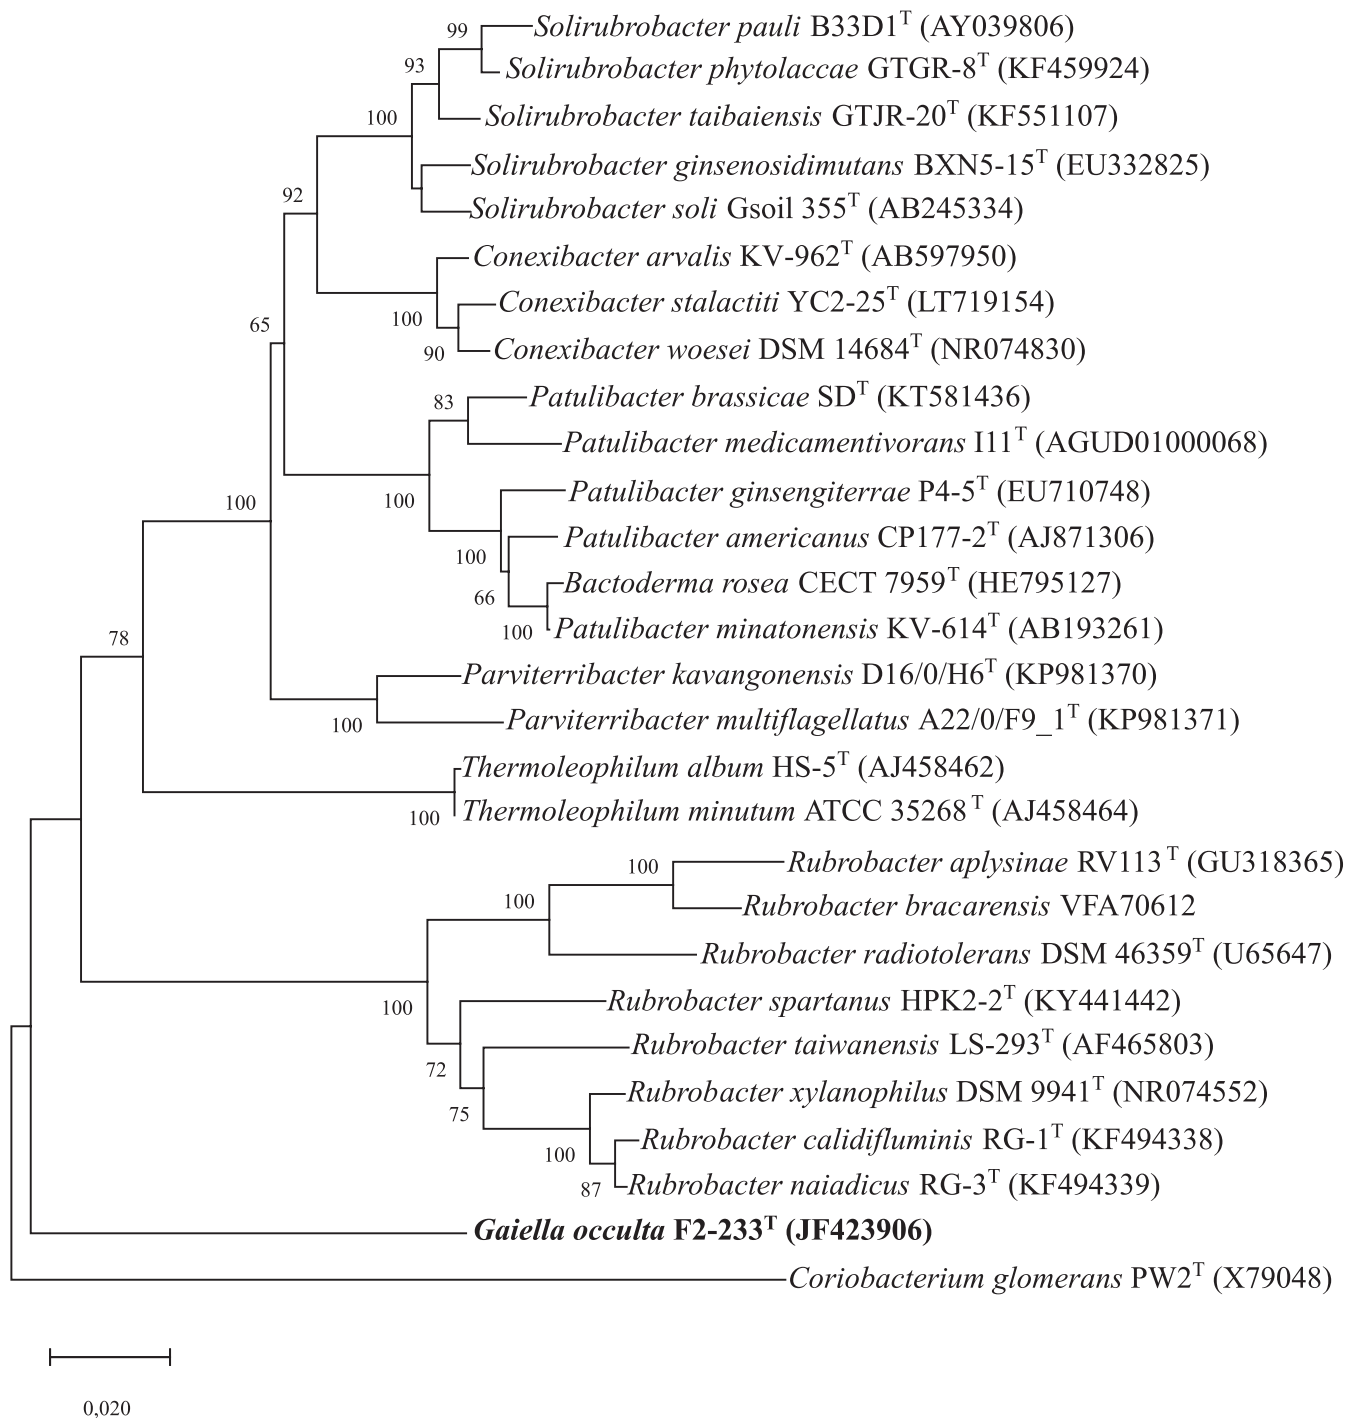 99 Solirubrobacter pauli B33D1T (AY039806)
93 Solirubrobacter phytolaccae GTGR-8T (KF459924)
100 Solirubrobacter taibaiensis GTJR-20T (KF551107)
Solirubrobacter ginsenosidimutans BXN5-15T (EU332825)
92 Solirubrobacter soli Gsoil 355T (AB245334)
Conexibacter arvalis KV-962T (AB597950)
65 100 Conexibacter stalactiti YC2-25T (LT719154)
90 Conexibacter woesei DSM 14684T (NR074830)
83 Patulibacter brassicae SDT (KT581436)
Patulibacter medicamentivorans I11T (AGUD01000068)
100 100 Patulibacter ginsengiterrae P4-5T (EU710748)
100 Patulibacter americanus CP177-2T (AJ871306)
66 Bactoderma rosea CECT 7959T (HE795127)
78 100 Patulibacter minatonensis KV-614T (AB193261)
Parviterribacter kavangonensis D16/0/H6T (KP981370)
100 Parviterribacter multiflagellatus A22/0/F9_1T (KP981371)
Thermoleophilum album HS-5T (AJ458462)
100 Thermoleophilum minutum ATCC 35268 T (AJ458464)
100 Rubrobacter aplysinae RV113 T (GU318365)
100 Rubrobacter bracarensis VFA70612
Rubrobacter radiotolerans DSM 46359T (U65647)
100 Rubrobacter spartanus HPK2-2T (KY441442)
72 Rubrobacter taiwanensis LS-293T (AF465803)
75 Rubrobacter xylanophilus DSM 9941T (NR074552)
100 Rubrobacter calidifluminis RG-1T (KF494338)
87 Rubrobacter naiadicus RG-3T (KF494339)
Gaiella occulta F2-233T (JF423906)
Coriobacterium glomerans PW2T (X79048)
0,020